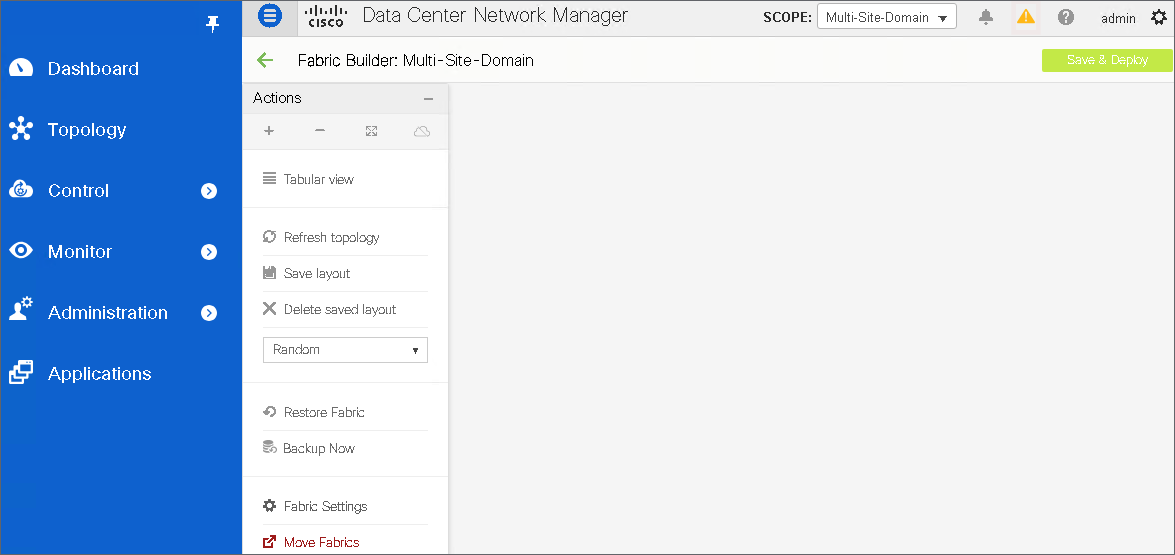 CISCO Data Center Network Manager SCOPE: Multi-Site-Domain admin
Fabric Builder: Multi-Site-Domain Save & Deploy
Dashboard
Topology
Control
Monitor
Administration
Applications
Actions
Tabular view
Refresh topology
Save layout
Delete saved layout
Random
Restore Fabric
Backup Now
Fabric Settings
Move Fabrics